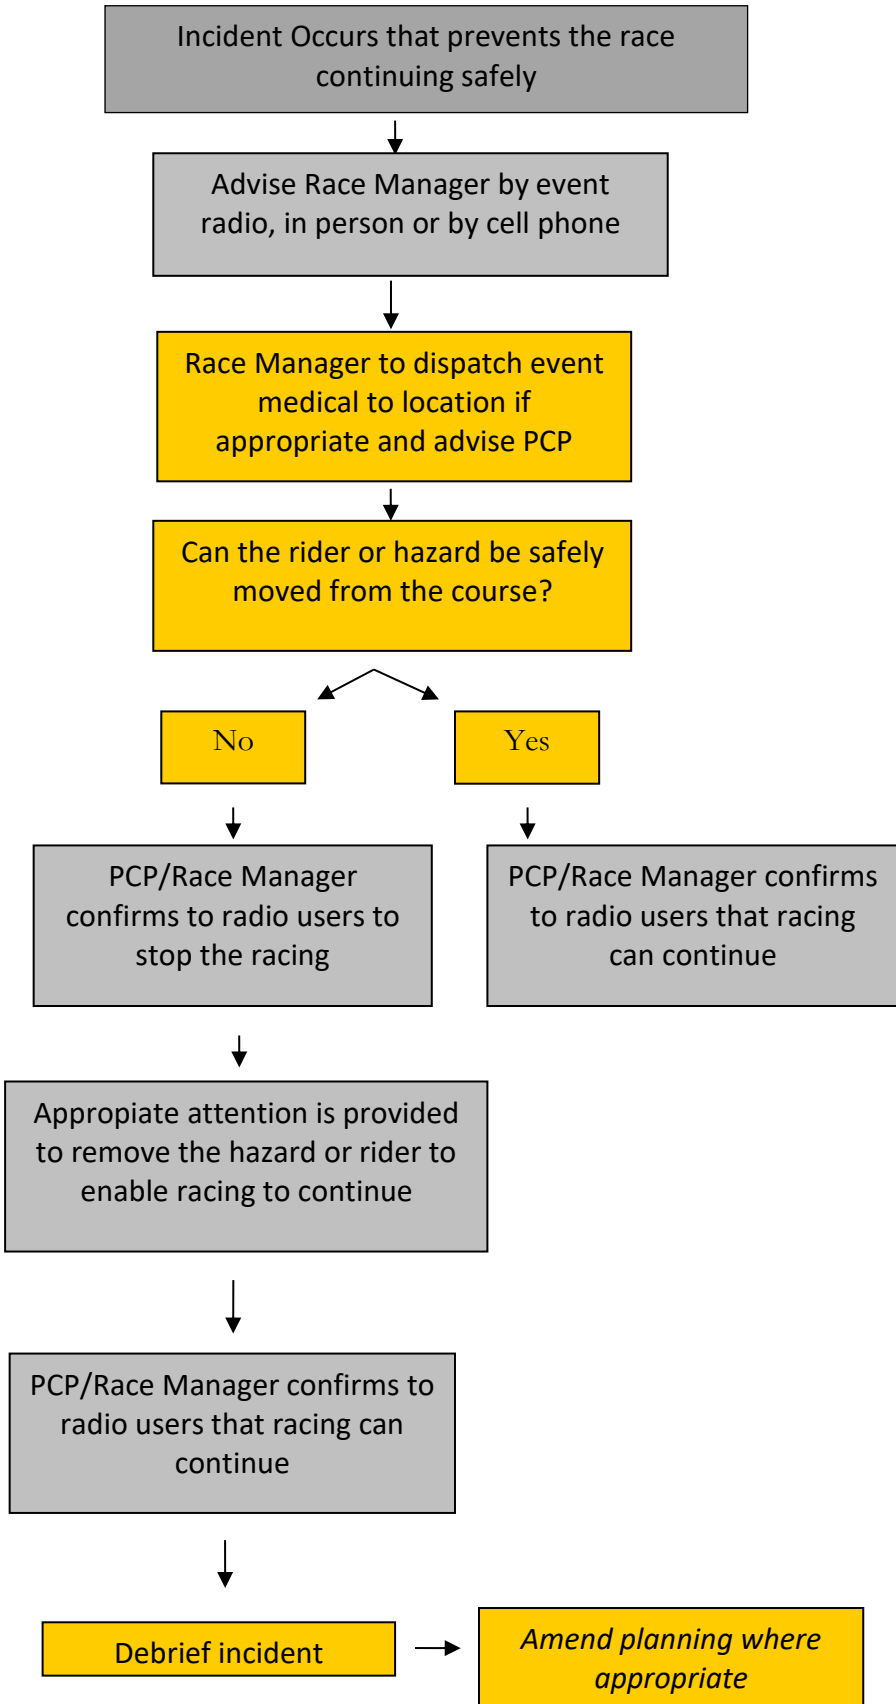 Incident Occurs that prevents the race
continuing safely
Advise Race Manager by event
radio, in person or by cell phone
Race Manager to dispatch event
medical to location if
appropriate and advise PCP
Can the rider or hazard be safely
moved from the course?
No
Yes
PCP/Race Manager
confirms to radio users to
stop the racing
PCP/Race Manager confirms
to radio users that racing
can continue
Appropiate attention is provided
to remove the hazard or rider to
enable racing to continue
PCP/Race Manager confirms to
radio users that racing can
continue
Debrief incident
Amend planning where
appropriate